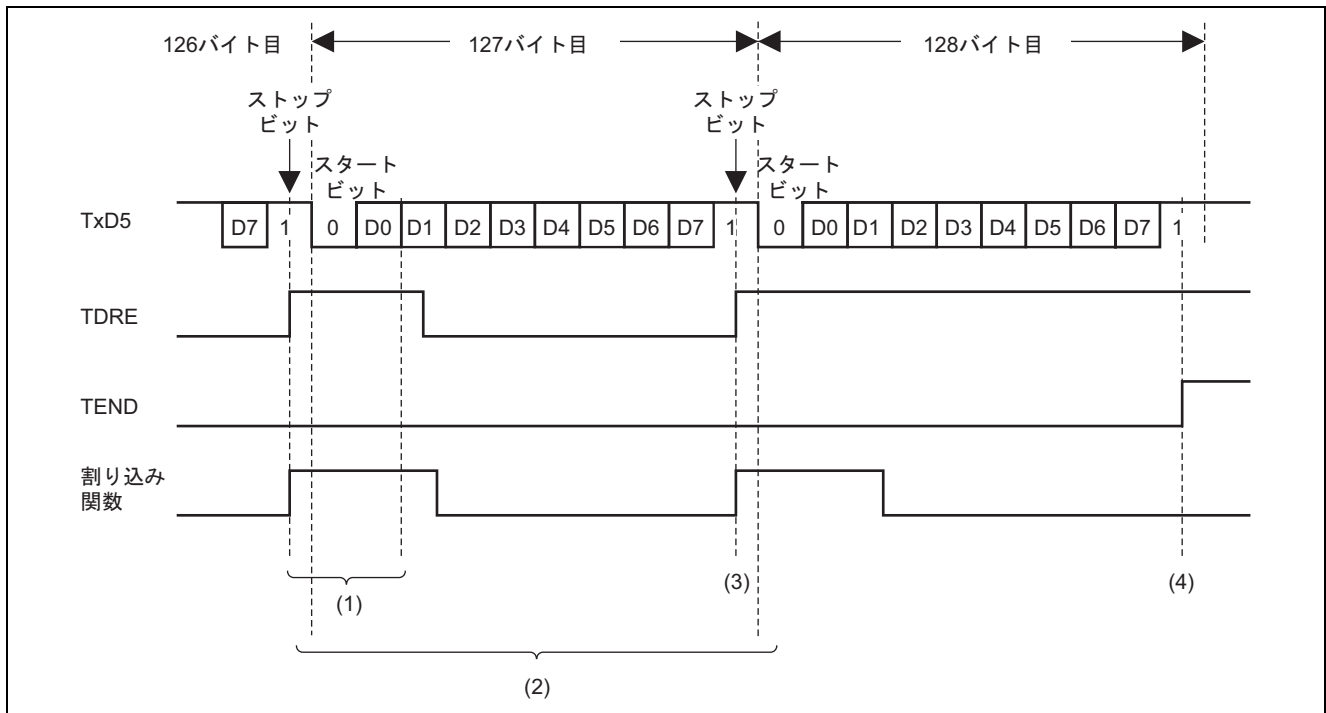 126バイト目 127バイト目 128バイト目
ストップ
ビット
ストップ
ビット
スタート
ビット
スタート
ビット
TxD5 D7 1 0 D0 D1 D2 D3 D4 D5 D6 D7 1 0 D0 D1 D2 D3 D4 D5 D6 D7 1
TDRE
TEND
割り込み
関数
(1) (3) (4)
(2)